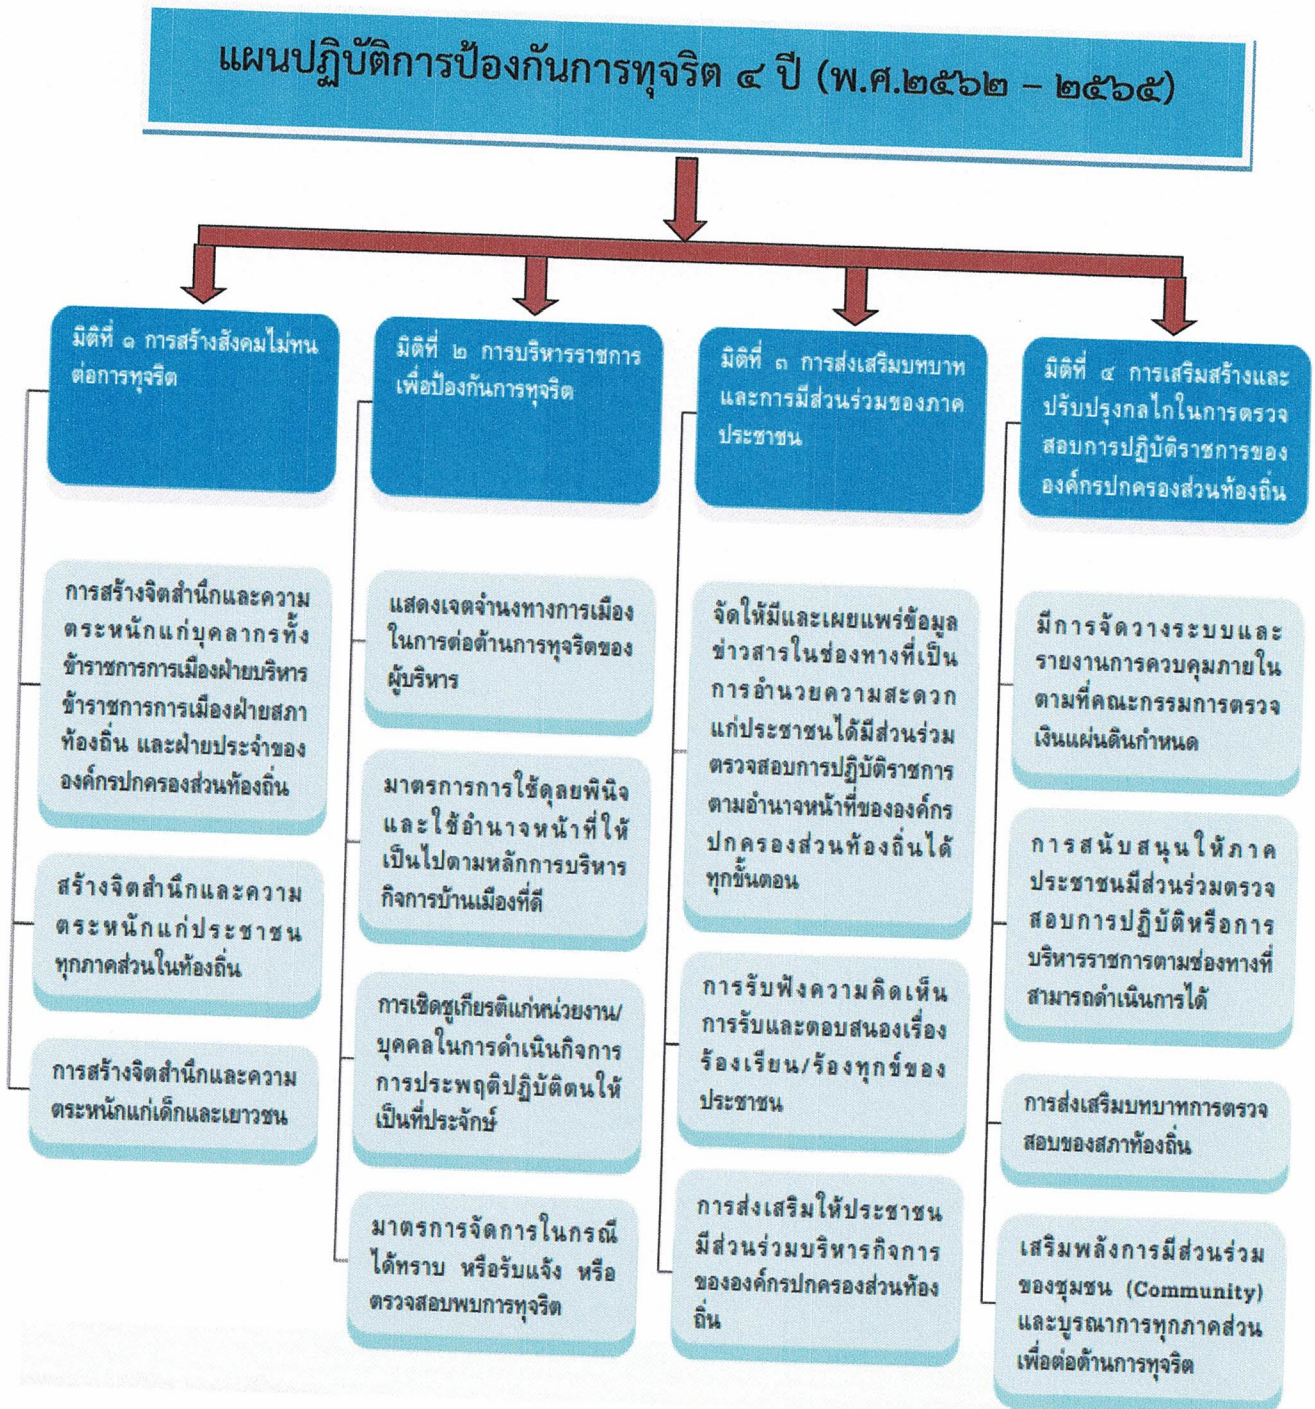 แผนปฏิบัติการป้องกันการทุจริต ๔ ปี (พ.ศ.๒๕๖๒ – ๒๕๖๕)
มิติที่ ๑ การสร้างสังคมไม่ทน
ต่อการทุจริต
การสร้างจิตสำนึกและความ
ตระหนักแก่บุคลากรทั้ง
ข้าราชการการเมืองฝ่ายบริหาร
ข้าราชการการเมืองฝ่ายสภา
ท้องถิ่น และฝ่ายประจำของ
องค์กรปกครองส่วนท้องถิ่น
สร้างจิตสำนึกและความ
ตระหนักแก่ประชาชน
ทุกภาคส่วนในท้องถิ่น
การสร้างจิตสำนึกและความ
ตระหนักแก่เด็กและเยาวชน
มิติที่ ๒ การบริหารราชการ
เพื่อป้องกันการทุจริต
แสดงเจตจำนงทางการเมือง
ในการต่อต้านการทุจริตของ
ผู้บริหาร
มาตรการการใช้ดุลยพินิจ
และใช้อำนาจหน้าที่ให้
เป็นไปตามหลักการบริหาร
กิจการบ้านเมืองที่ดี
การเชิดชูเกียรติแก่หน่วยงาน/
บุคคลในการดำเนินกิจการ
การประพฤติปฏิบัติตนให้
เป็นที่ประจักษ์
มาตรการจัดการในกรณี
ได้ทราบ หรือรับแจ้ง หรือ
ตรวจสอบพบการทุจริต
มิติที่ ๓ การส่งเสริมบทบาท
และการมีส่วนร่วมของภาค
ประชาชน
จัดให้มีและเผยแพร่ข้อมูล
ข่าวสารในช่องทางที่เป็น
การอำนวยความสะดวก
แก่ประชาชนได้มีส่วนร่วม
ตรวจสอบการปฏิบัติราชการ
ตามอำนาจหน้าที่ขององค์กร
ปกครองส่วนท้องถิ่นได้
ทุกขั้นตอน
การรับฟังความคิดเห็น
การรับและตอบสนองเรื่อง
ร้องเรียน/ร้องทุกข์ของ
ประชาชน
การส่งเสริมให้ประชาชน
มีส่วนร่วมบริหารกิจการ
ขององค์กรปกครองส่วนท้อง
ถิ่น
มิติที่ ๔ การเสริมสร้างและ
ปรับปรุงกลไกในการตรวจ
สอบการปฏิบัติราชการของ
องค์กรปกครองส่วนท้องถิ่น
มีการจัดวางระบบและ
รายงานการควบคุมภายใน
ตามที่คณะกรรมการตรวจ
เงินแผ่นดินกำหนด
การสนับสนุนให้ภาค
ประชาชนมีส่วนร่วมตรวจ
สอบการปฏิบัติหรือการ
บริหารราชการตามช่องทางที่
สามารถดำเนินการได้
การส่งเสริมบทบาทการตรวจ
สอบของสภาท้องถิ่น
เสริมพลังการมีส่วนร่วม
ของชุมชน (Community)
และบูรณาการทุกภาคส่วน
เพื่อต่อต้านการทุจริต